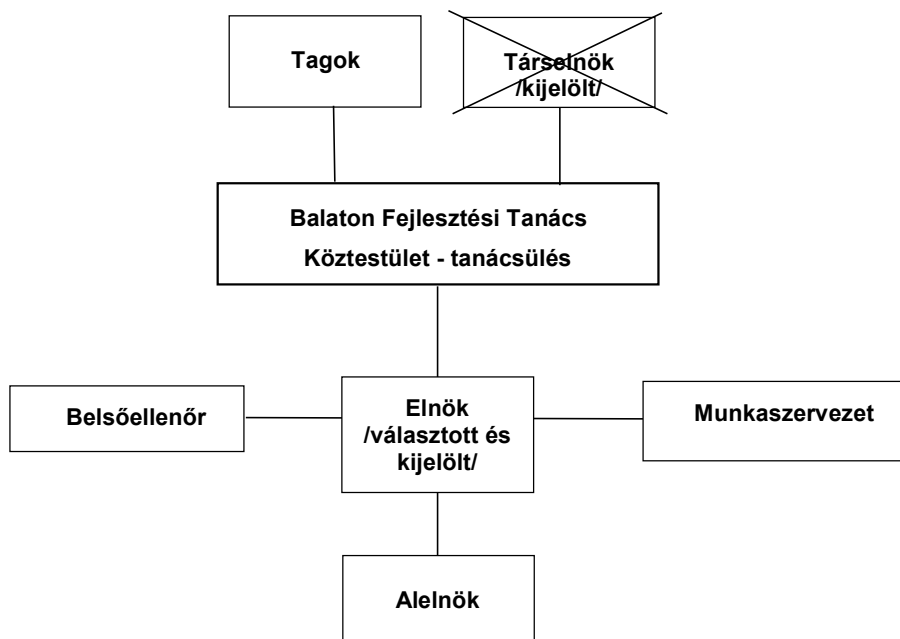 Tagok
Társelnök
/kijelölt/
Balaton Fejlesztési Tanács
Köztestület - tanácsülés
Belsőellenőr
Elnök
/választott és
kijelölt/
Munkaszervezet
Alelnök